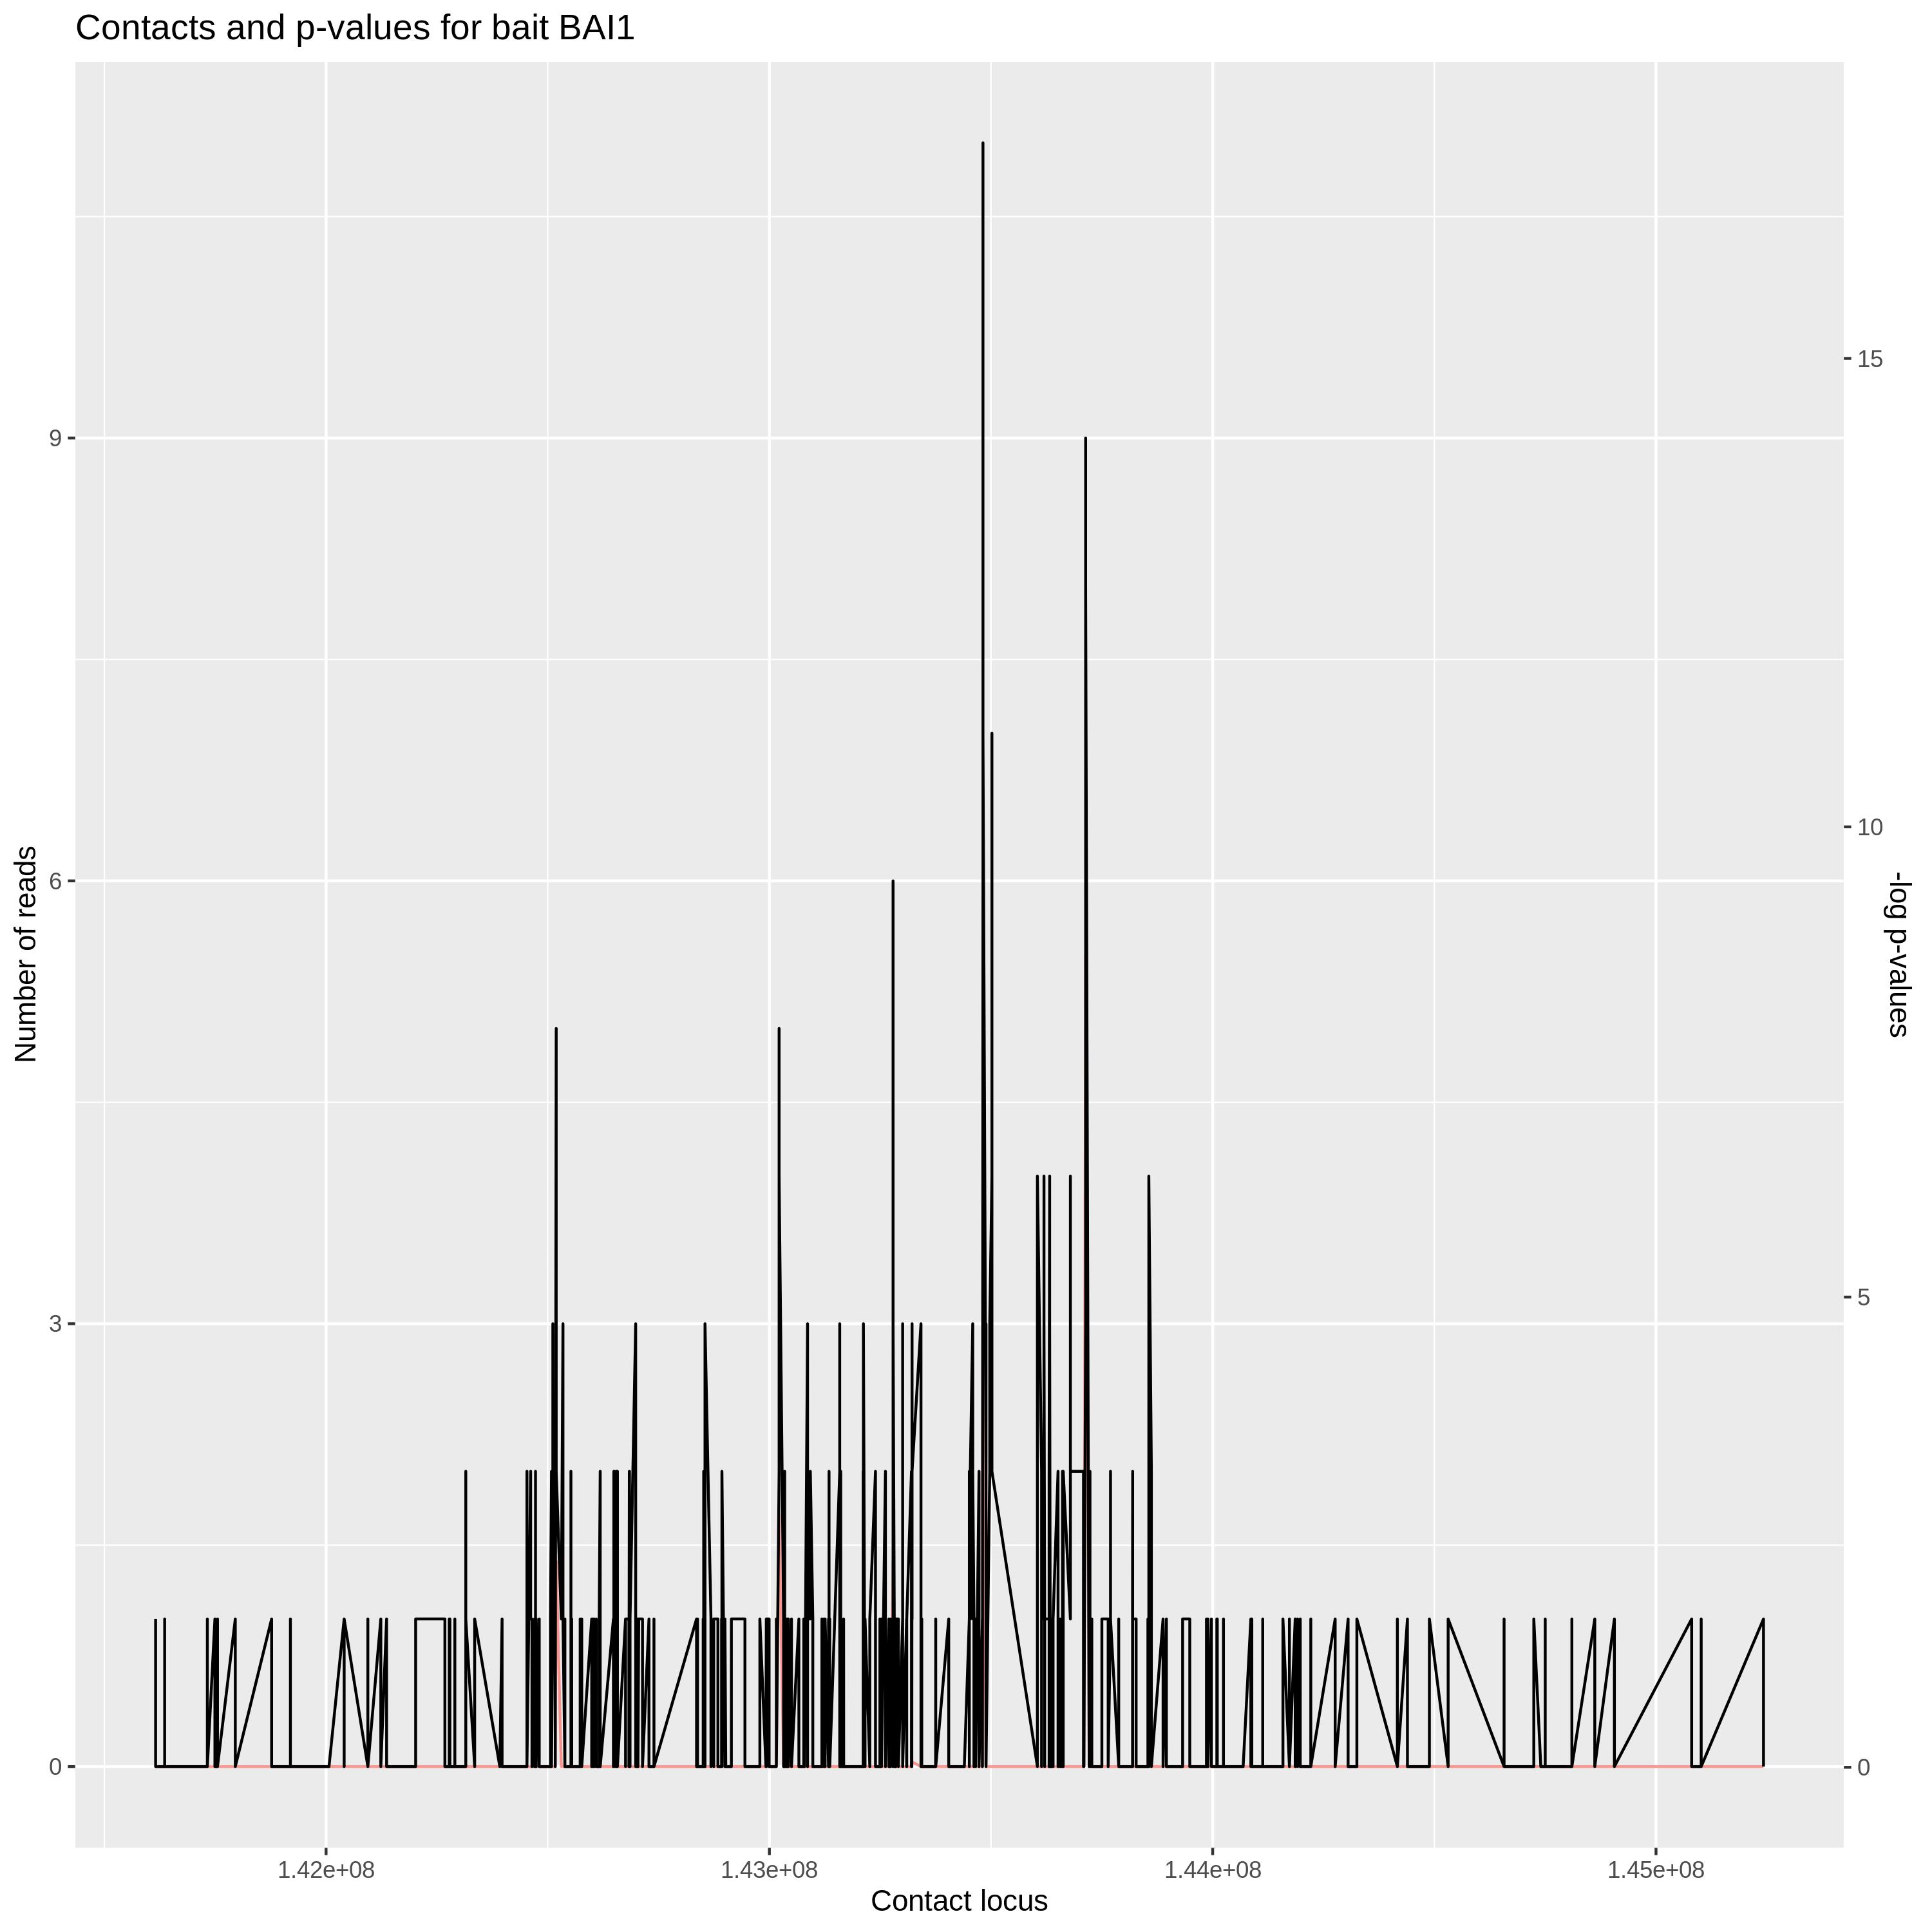 Contacts and p-values for bait BAI1
Number of reads
9
6
3
0
15
10
5
0
-log p-values
1.42e+08
1.43e+08
1.44e+08
1.45e+08
Contact locus